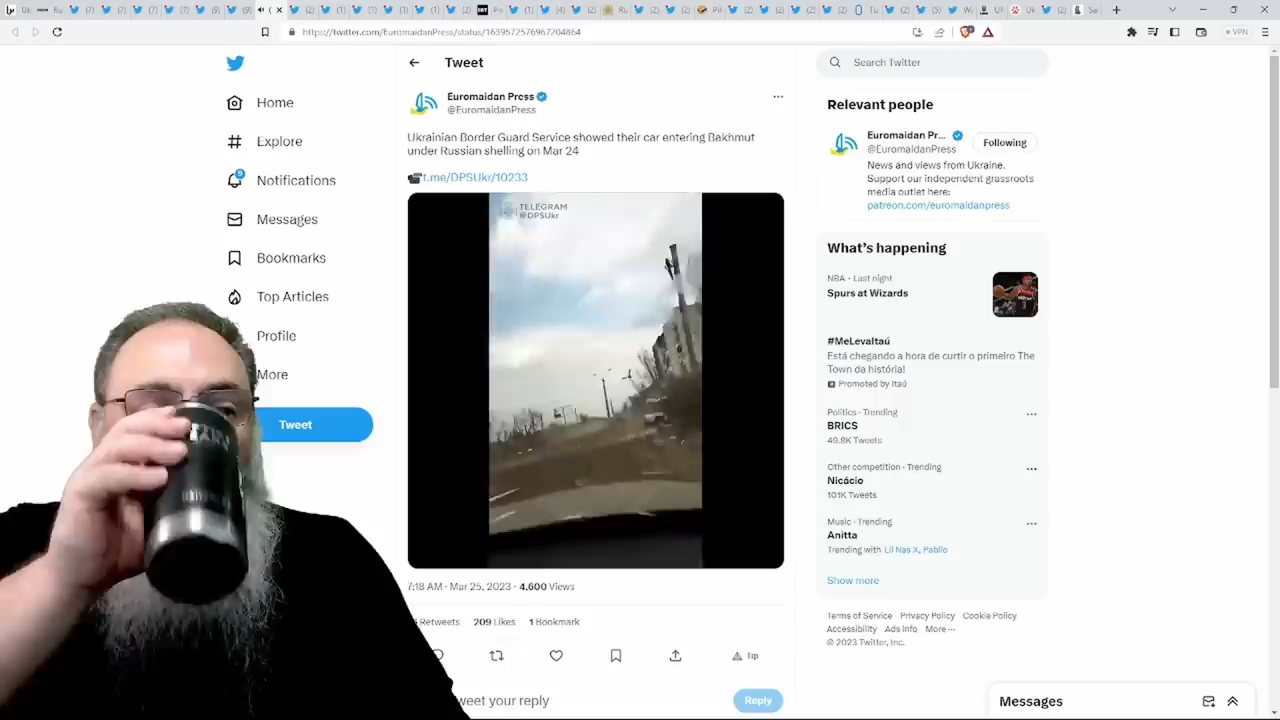 https://twitter.com/EuromaidanPress/status/1639572576967204864
VPN
Home
Explore
9
Notifications
Messages
Bookmarks
Top Articles
Profile
More
Tweet
Tweet
Euromaidan Press
@EuromaidanPress
Ukrainian Border Guard Service showed their car entering Bakhmut
under Russian shelling on Mar 24
t.me/DPSUkr/10233
TELEGRAM
@DPSUkr
7:18 AM · Mar 25, 2023 · 4,600 Views
Retweets 209 Likes 1 Bookmark
Tip
weet your reply
Reply
Search Twitter
Relevant people
Euromaidan Pr...
@EuromaidanPress
Following
News and views from Ukraine.
Support our independent grassroots
media outlet here:
patreon.com/euromaidanpress
What's happening
NBA · Last night
Spurs at Wizards
#MeLevaItaú
Está chegando a hora de curtir o primeiro The
Town da história!
Promoted by Itaú
Politics · Trending
BRICS
49.8K Tweets
Other competition · Trending
Nicácio
101K Tweets
Music · Trending
Anitta
Trending with Lil Nas X, Pabllo
Show more
Terms of Service Privacy Policy Cookie Policy
Accessibility Ads info More ···
© 2023 Twitter, Inc.
Messages